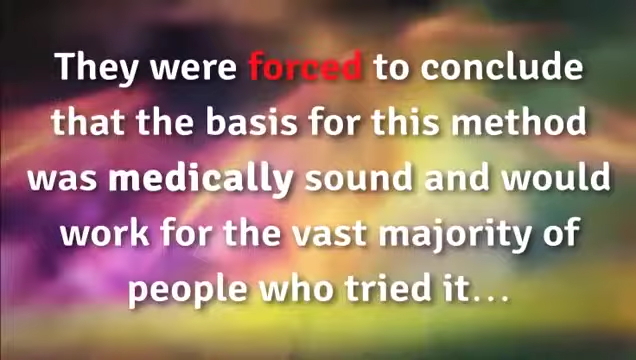 They were forced to conclude
that the basis for this method
was medically sound and would
work for the vast majority of
people who tried it...